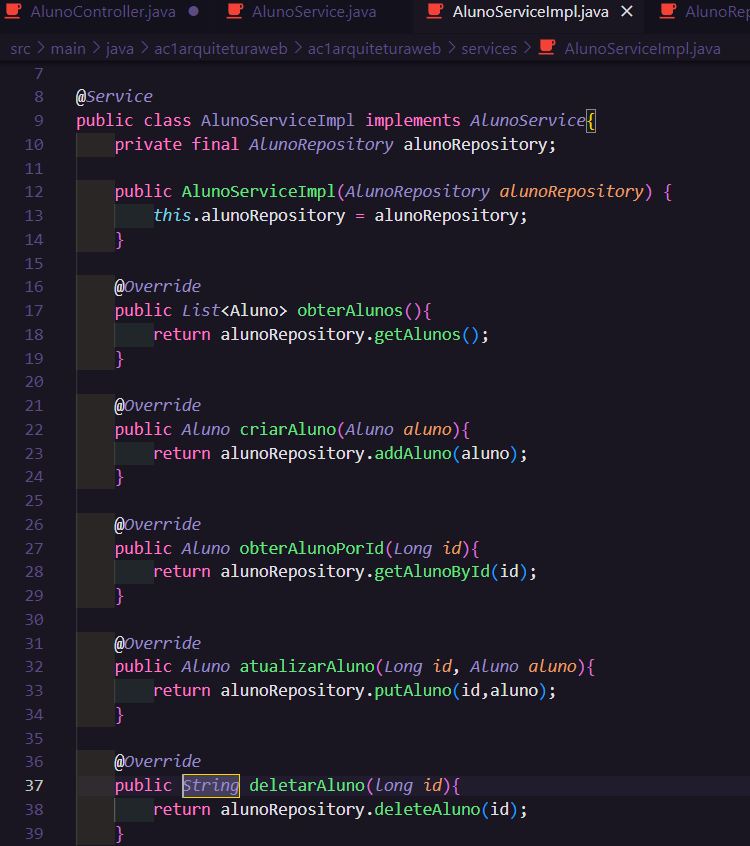 AlunoController.java AlunoService.java AlunoServiceImpl.java AlunoRep
src > main > java > ac1arquiteturaweb > ac1arquiteturaweb > services > AlunoServiceImpl.java
7
8 @Service
9 public class AlunoServiceImpl implements AlunoService{
10 private final AlunoRepository alunoRepository;
11
12 public AlunoServiceImpl(AlunoRepository alunoRepository) {
13 this.alunoRepository = alunoRepository;
14 }
15
16 @Override
17 public List<Aluno> obterAlunos(){
18 return alunoRepository.getAlunos();
19 }
20
21 @Override
22 public Aluno criarAluno(Aluno aluno){
23 return alunoRepository.addAluno(aluno);
24 }
25
26 @Override
27 public Aluno obterAlunoPorId(Long id){
28 return alunoRepository.getAlunoById(id);
29 }
30
31 @Override
32 public Aluno atualizarAluno(Long id, Aluno aluno){
33 return alunoRepository.putAluno(id,aluno);
34 }
35
36 @Override
37 public String deletarAluno(long id){
38 return alunoRepository.deleteAluno(id);
39 }